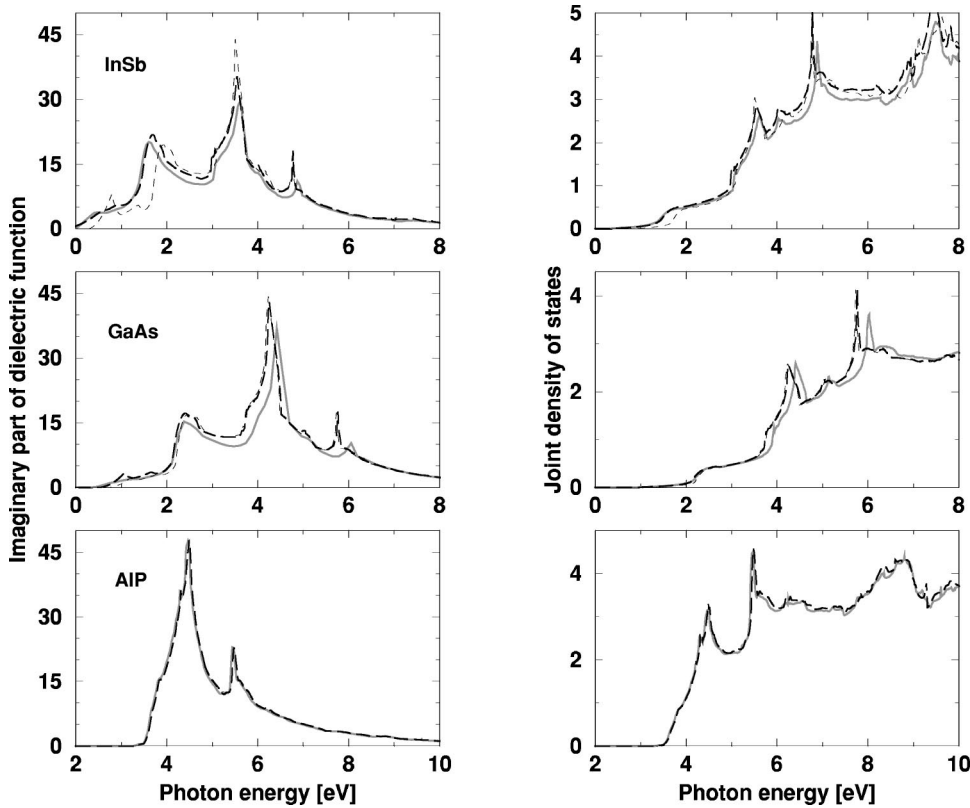 Imaginary part of dielectric function
45
30
15
0
InSb
0 2 4 6 8
45
30
15
0
GaAs
0 2 4 6 8
45
30
15
0
AlP
2 4 6 8 10
Photon energy [eV]
Joint density of states
5
4
3
2
1
0
0 2 4 6 8
4
2
0
0 2 4 6 8
4
2
0
2 4 6 8 10
Photon energy [eV]